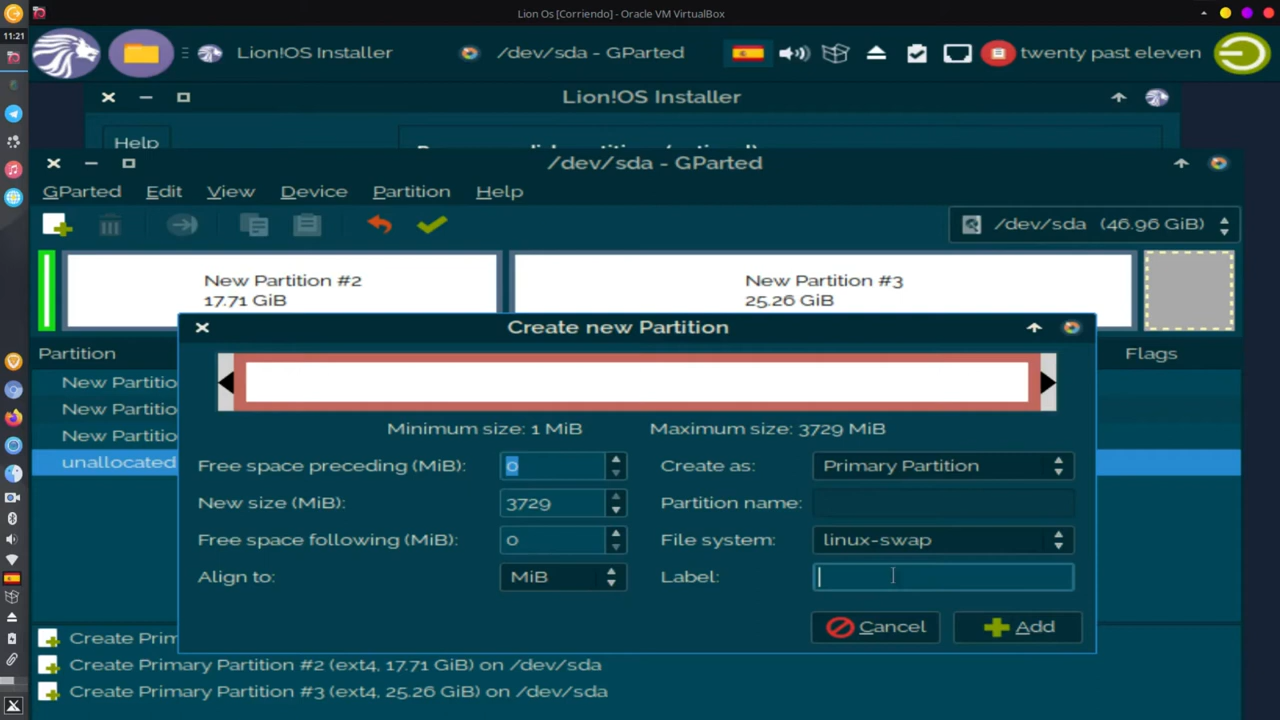 Lion Os [Corriendo] - Oracle VM VirtualBox
11:21
Lion!OS Installer
/dev/sda - GParted
twenty past eleven
Lion!OS Installer
Help
/dev/sda - GParted
GParted
Edit
View
Device
Partition
Help
/dev/sda (46.96 GiB)
New Partition #2
17.71 GiB
New Partition #3
25.26 GiB
Create new Partition
Partition
Flags
New Partitio
New Partitio
New Partitio
unallocated
Minimum size: 1 MiB
Maximum size: 3729 MiB
Free space preceding (MiB):
0
Create as:
Primary Partition
New size (MiB):
3729
Partition name:
Free space following (MiB):
0
File system:
linux-swap
Align to:
MiB
Label:
Cancel
Add
Create Prim
Create Primary Partition #2 (ext4, 17.71 GiB) on /dev/sda
Create Primary Partition #3 (ext4, 25.26 GiB) on /dev/sda